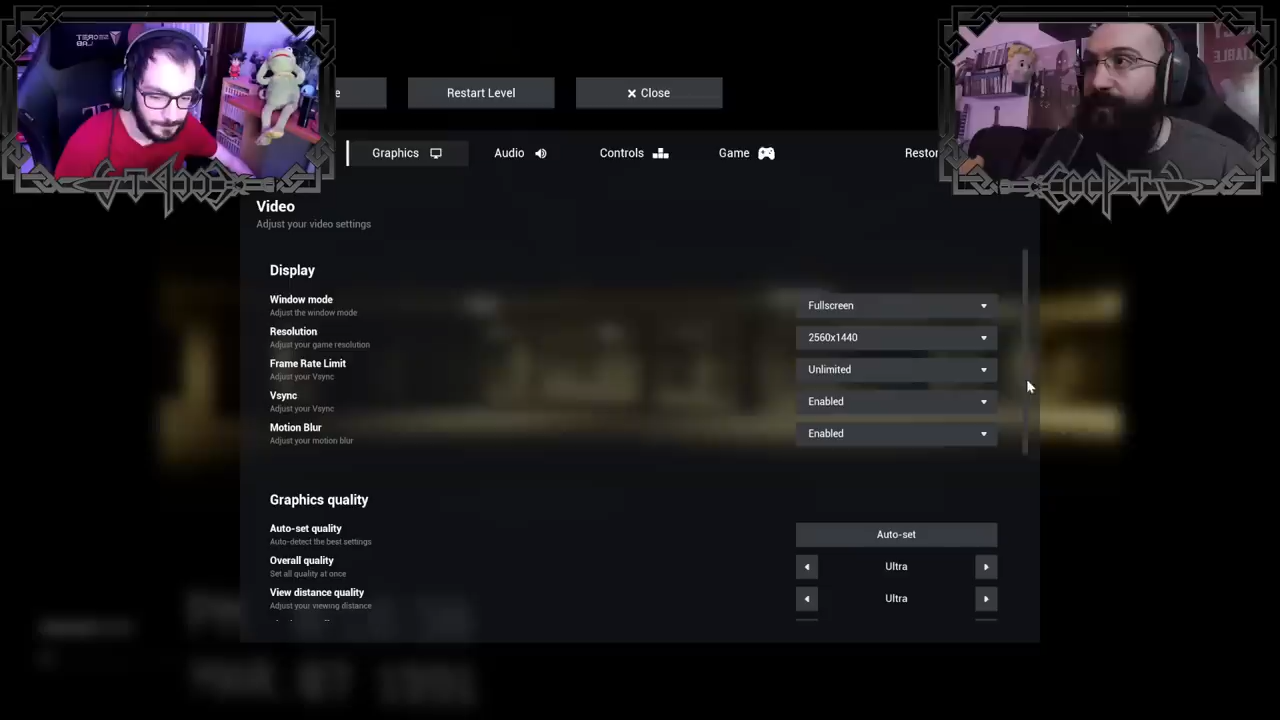 Restart Level
× Close
Graphics
Audio
Controls
Game
Restor
Video
Adjust your video settings
Display
Window mode
Adjust the window mode
Fullscreen
Resolution
Adjust your game resolution
2560x1440
Frame Rate Limit
Adjust your Vsync
Unlimited
Vsync
Adjust your Vsync
Enabled
Motion Blur
Adjust your motion blur
Enabled
Graphics quality
Auto-set quality
Auto-detect the best settings
Auto-set
Overall quality
Set all quality at once
Ultra
View distance quality
Adjust your viewing distance
Ultra